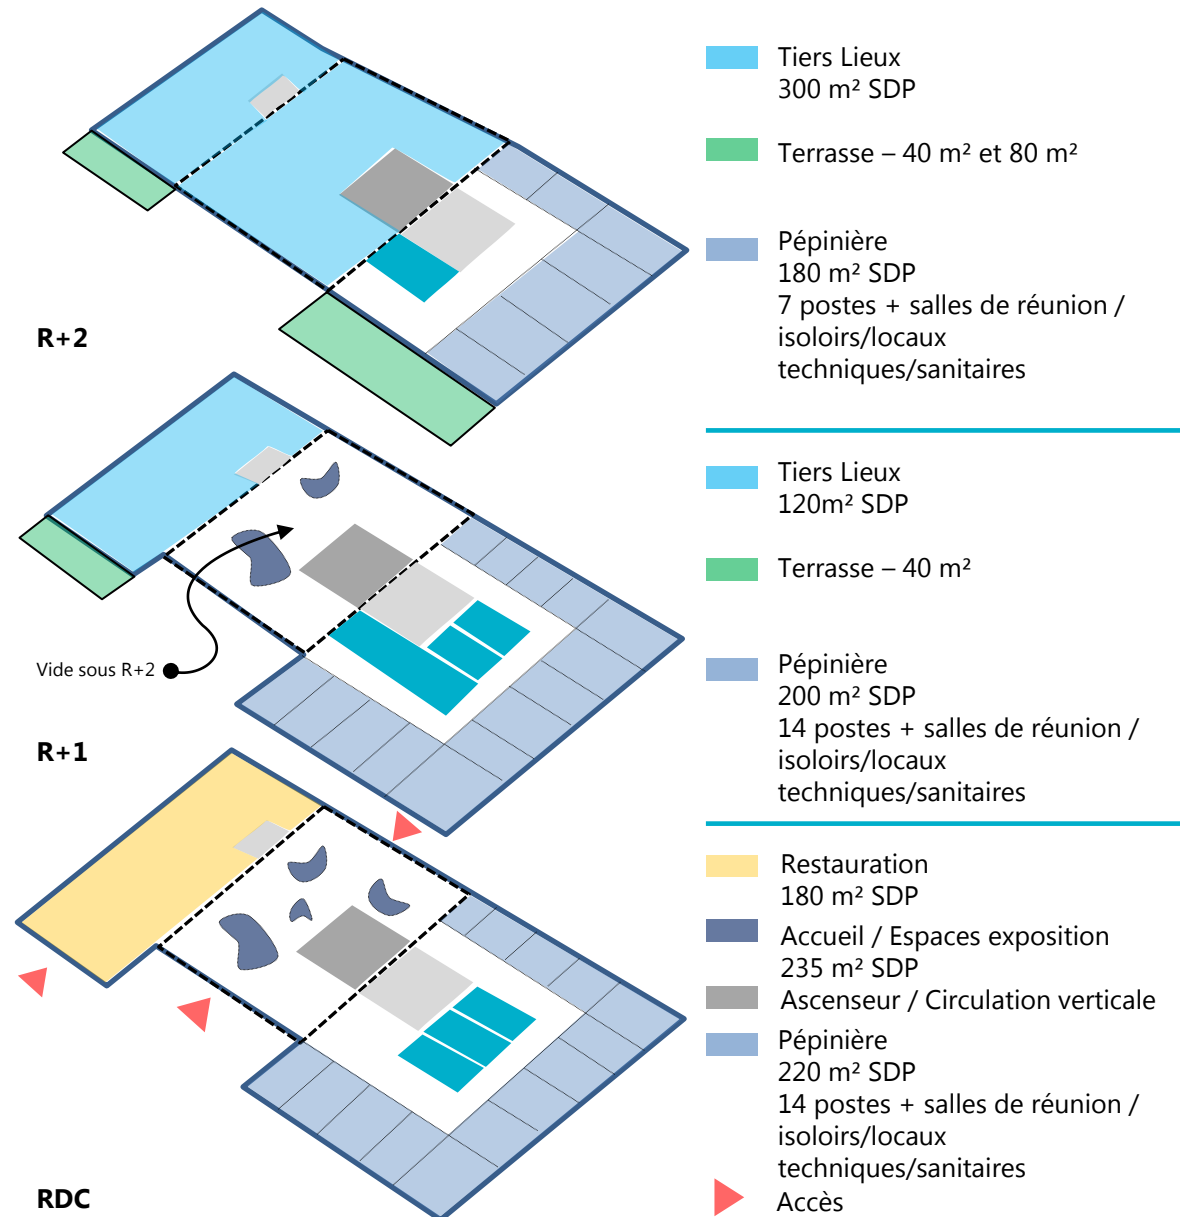 Tiers Lieux
300 m² SDP
Terrasse – 40 m² et 80 m²
Pépinière
180 m² SDP
7 postes + salles de réunion /
isoloirs/locaux
techniques/sanitaires
R+2
Tiers Lieux
120m² SDP
Terrasse – 40 m²
Pépinière
200 m² SDP
14 postes + salles de réunion /
isoloirs/locaux
techniques/sanitaires
Vide sous R+2
R+1
Restauration
180 m² SDP
Accueil / Espaces exposition
235 m² SDP
Ascenseur / Circulation verticale
Pépinière
220 m² SDP
14 postes + salles de réunion /
isoloirs/locaux
techniques/sanitaires
Accès
RDC